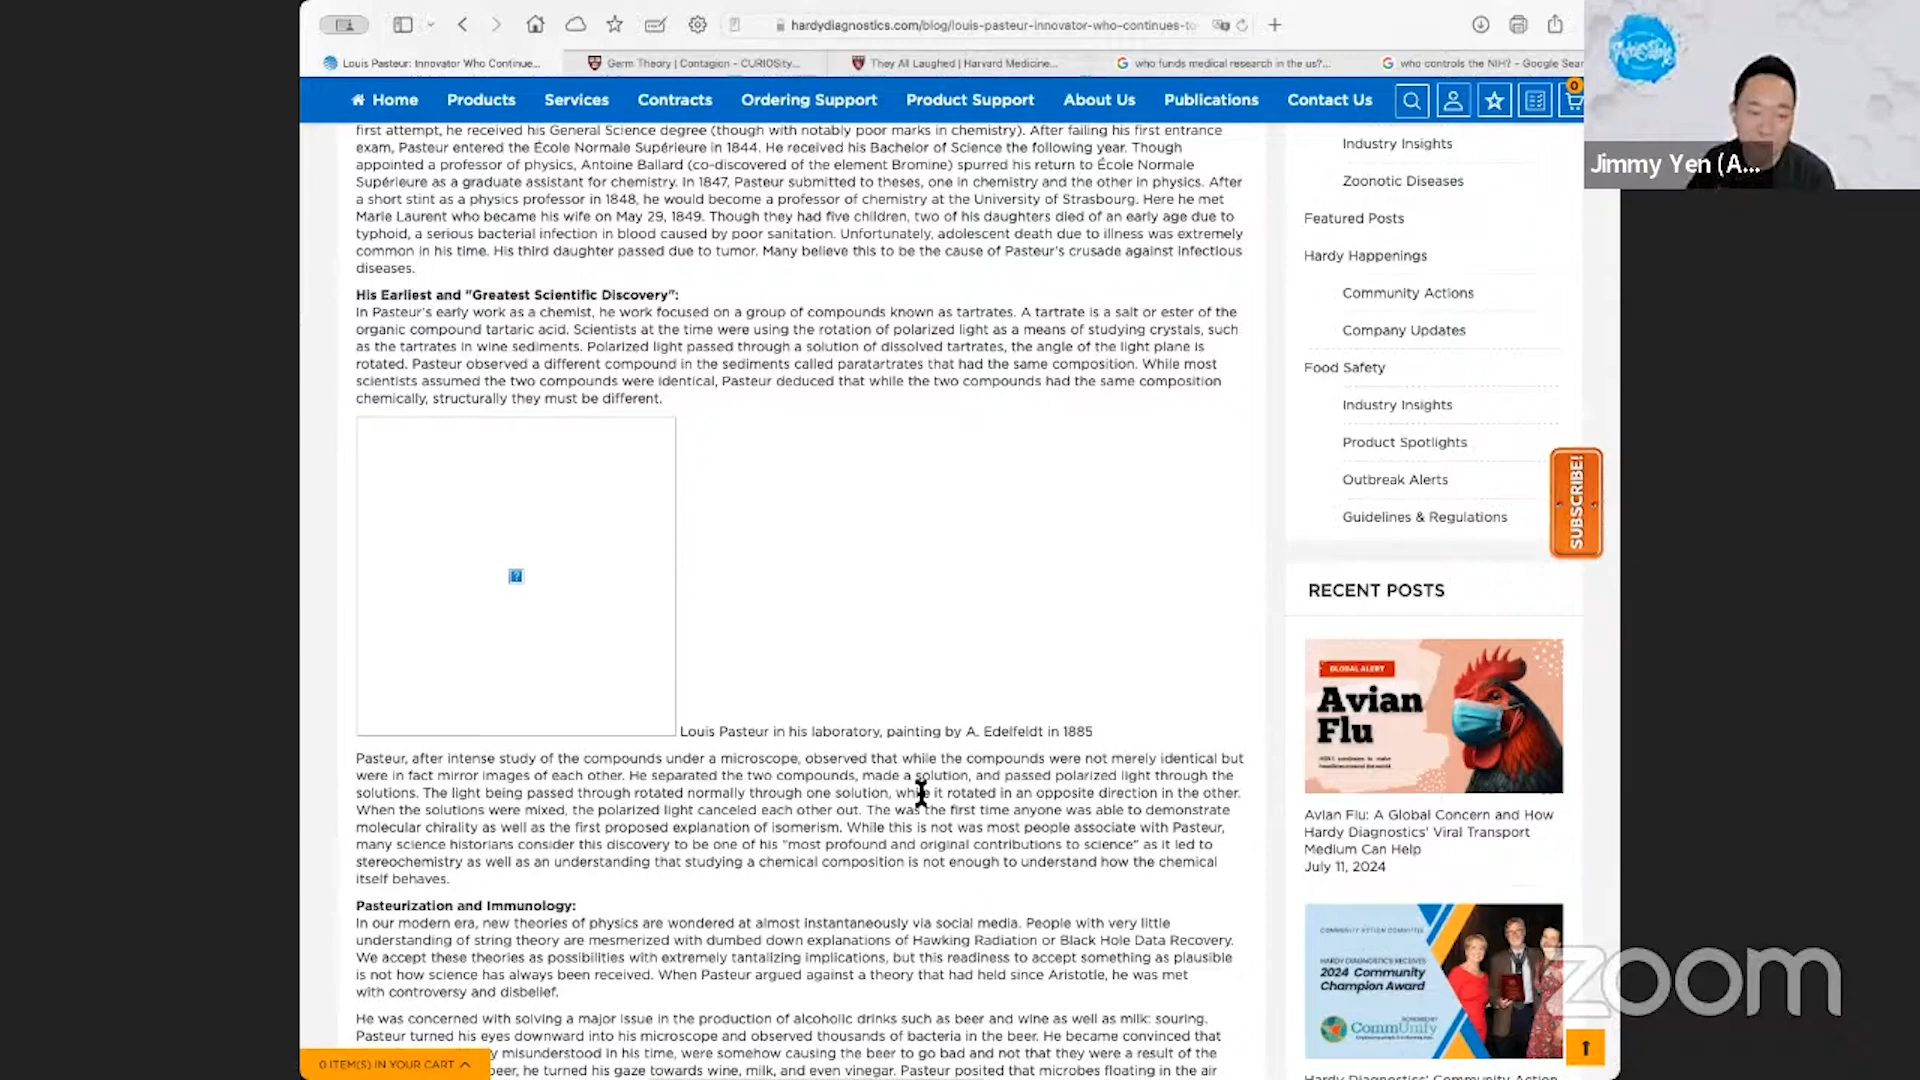 hardydiagnostics.com/blog/louis-pasteur-innovator-who-continues-to
Louis Pasteur: Innovator Who Continue...
Germ Theory | Contagion - CURIOSity...
They All Laughed | Harvard Medicine...
who funds medical research in the us?...
who controls the NIH? - Google Sear
Home
Products
Services
Contracts
Ordering Support
Product Support
About Us
Publications
Contact Us
0
Jimmy Yen (A...
first attempt, he received his General Science degree (though with notably poor marks in chemistry). After failing his first entrance
exam, Pasteur entered the École Normale Supérieure in 1844. He received his Bachelor of Science the following year. Though
appointed a professor of physics, Antoine Ballard (co-discovered of the element Bromine) spurred his return to École Normale
Supérieure as a graduate assistant for chemistry. In 1847, Pasteur submitted to theses, one in chemistry and the other in physics. After
a short stint as a physics professor in 1848, he would become a professor of chemistry at the University of Strasbourg. Here he met
Marie Laurent who became his wife on May 29, 1849. Though they had five children, two of his daughters died of an early age due to
typhoid, a serious bacterial infection in blood caused by poor sanitation. Unfortunately, adolescent death due to illness was extremely
common in his time. His third daughter passed due to tumor. Many believe this to be the cause of Pasteur's crusade against infectious
diseases.
His Earliest and "Greatest Scientific Discovery":
In Pasteur's early work as a chemist, he work focused on a group of compounds known as tartrates. A tartrate is a salt or ester of the
organic compound tartaric acid. Scientists at the time were using the rotation of polarized light as a means of studying crystals, such
as the tartrates in wine sediments. Polarized light passed through a solution of dissolved tartrates, the angle of the light plane is
rotated. Pasteur observed a different compound in the sediments called paratartrates that had the same composition. While most
scientists assumed the two compounds were identical, Pasteur deduced that while the two compounds had the same composition
chemically, structurally they must be different.
Louis Pasteur in his laboratory, painting by A. Edelfeldt in 1885
Pasteur, after intense study of the compounds under a microscope, observed that while the compounds were not merely identical but
were in fact mirror images of each other. He separated the two compounds, made a solution, and passed polarized light through the
solutions. The light being passed through rotated normally through one solution, while it rotated in an opposite direction in the other.
When the solutions were mixed, the polarized light canceled each other out. The was the first time anyone was able to demonstrate
molecular chirality as well as the first proposed explanation of isomerism. While this is not was most people associate with Pasteur,
many science historians consider this discovery to be one of his "most profound and original contributions to science" as it led to
stereochemistry as well as an understanding that studying a chemical composition is not enough to understand how the chemical
itself behaves.
Pasteurization and Immunology:
In our modern era, new theories of physics are wondered at almost instantaneously via social media. People with very little
understanding of string theory are mesmerized with dumbed down explanations of Hawking Radiation or Black Hole Data Recovery.
We accept these theories as possibilities with extremely tantalizing implications, but this readiness to accept something as plausible
is not how science has always been received. When Pasteur argued against a theory that had held since Aristotle, he was met
with controversy and disbelief.
He was concerned with solving a major issue in the production of alcoholic drinks such as beer and wine as well as milk: souring.
Pasteur turned his eyes downward into his microscope and observed thousands of bacteria in the beer. He became convinced that
misunderstood in his time, were somehow causing the beer to go bad and not that they were a result of the
beer, he turned his gaze towards wine, milk, and even vinegar. Pasteur posited that microbes floating in the air
0 ITEM(S) IN YOUR CART
Industry Insights
Zoonotic Diseases
Featured Posts
Hardy Happenings
Community Actions
Company Updates
Food Safety
Industry Insights
Product Spotlights
Outbreak Alerts
Guidelines & Regulations
SUBSCRIBE!
RECENT POSTS
GLOBAL ALERT
Avian
Flu
Avian Flu: A Global Concern and How
Hardy Diagnostics' Viral Transport
Medium Can Help
July 11, 2024
COMMUNITY ACTION COMMITTEE
HARDY DIAGNOSTICS RECEIVES
2024 Community
Champion Award
CommUnify
zoom